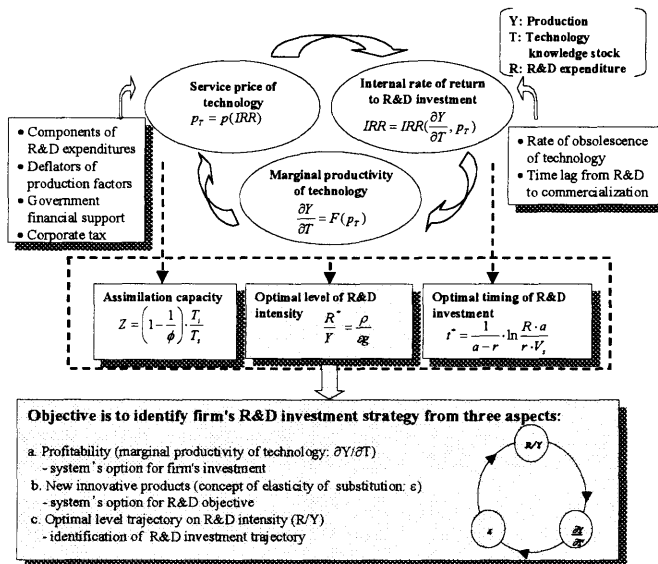 Y: Production
T: Technology
knowledge stock
R: R&D expenditure
Service price of
technology
p_T = p(IRR)
Internal rate of return
to R&D investment
IRR = IRR(∂Y/∂T, p_T)
Marginal productivity
of technology
∂Y/∂T = F(p_T)
• Components of
R&D expenditures
• Deflators of
production factors
• Government
financial support
• Corporate tax
• Rate of obsolescence
of technology
• Time lag from R&D
to commercialization
Assimilation capacity
Z = (1 - 1/ϕ) · T_i/T_s
Optimal level of R&D
intensity
R*/Y = ρ/εg
Optimal timing of R&D
investment
t* = 1/(a - r) · ln (R · a)/(r · V_s)
Objective is to identify firm's R&D investment strategy from three aspects:
a. Profitability (marginal productivity of technology: ∂Y/∂T)
- system's option for firm's investment
b. New innovative products (concept of elasticity of substitution: ε)
- system's option for R&D objective
c. Optimal level trajectory on R&D intensity (R/Y)
- identification of R&D investment trajectory
R/Y
ε
∂Y/∂T